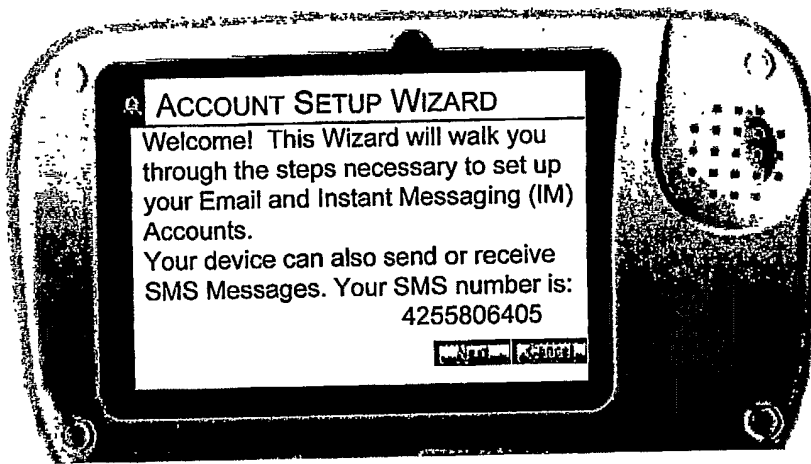 ACCOUNT SETUP WIZARD
Welcome! This Wizard will walk you
through the steps necessary to set up
your Email and Instant Messaging (IM)
Accounts.
Your device can also send or receive
SMS Messages. Your SMS number is:
4255806405